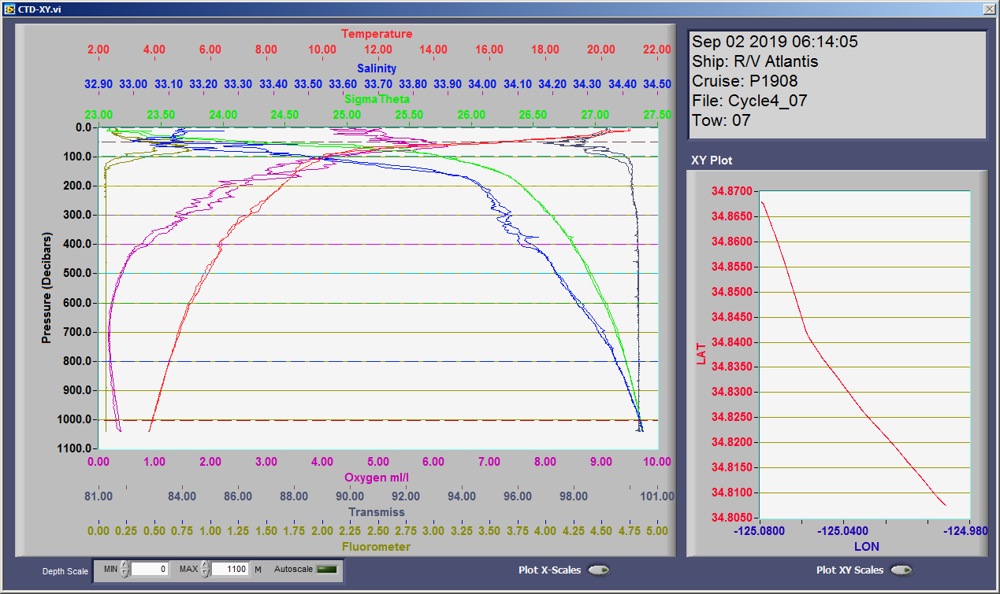 CTD-XY.vi
Temperature
2.00 4.00 6.00 8.00 10.00 12.00 14.00 16.00 18.00 20.00 22.00
Salinity
32.90 33.00 33.10 33.20 33.30 33.40 33.50 33.60 33.70 33.80 33.90 34.00 34.10 34.20 34.30 34.40 34.50
SigmaTheta
23.00 23.50 24.00 24.50 25.00 25.50 26.00 26.50 27.00 27.50
0.0
100.0
200.0
300.0
400.0
500.0
600.0
700.0
800.0
900.0
1000.0
1100.0
Pressure (Decibars)
0.00 1.00 2.00 3.00 4.00 5.00 6.00 7.00 8.00 9.00 10.00
Oxygen ml/l
81.00 84.00 86.00 88.00 90.00 92.00 94.00 96.00 98.00 101.00
Transmiss
0.00 0.25 0.50 0.75 1.00 1.25 1.50 1.75 2.00 2.25 2.50 2.75 3.00 3.25 3.50 3.75 4.00 4.25 4.50 4.75 5.00
Fluorometer
Depth Scale MIN 0 MAX 1100 M Autoscale
Plot X-Scales
Sep 02 2019 06:14:05
Ship: R/V Atlantis
Cruise: P1908
File: Cycle4_07
Tow: 07
XY Plot
34.8700
34.8650
34.8600
34.8550
34.8500
34.8450
34.8400
34.8350
34.8300
34.8250
34.8200
34.8150
34.8100
34.8050
LAT
-125.0800 -125.0400 -124.980
LON
Plot XY Scales